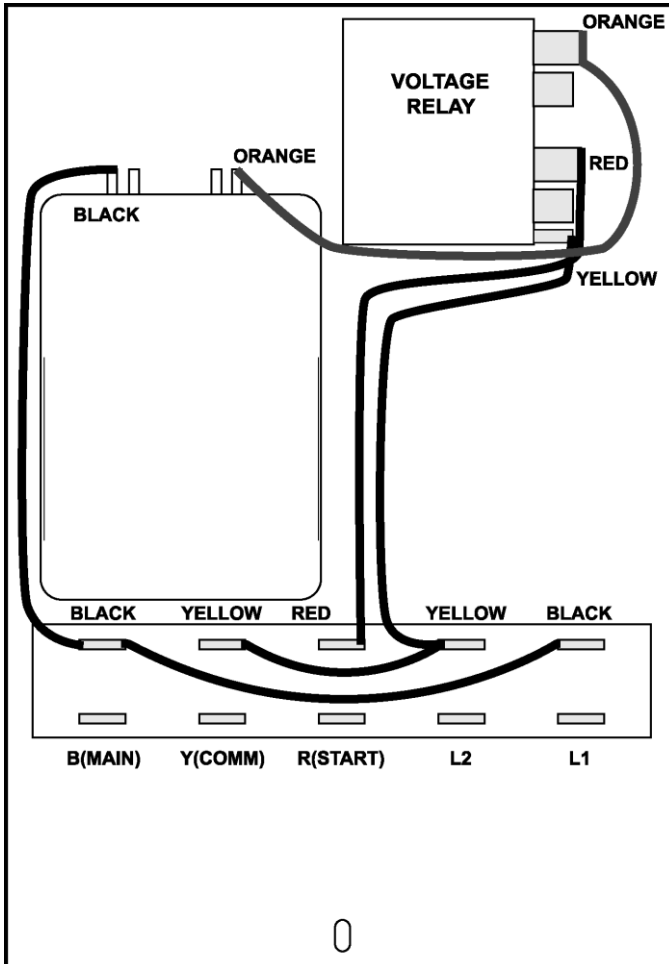 ORANGE
VOLTAGE
RELAY
ORANGE
RED
BLACK
YELLOW
BLACK
YELLOW
RED
YELLOW
BLACK
B(MAIN)
Y(COMM)
R(START)
L2
L1